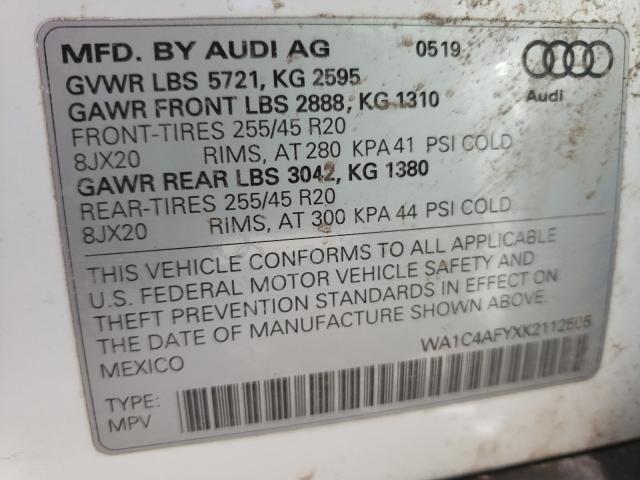 MFD. BY AUDI AG 0519
GVWR LBS 5721, KG 2595
GAWR FRONT LBS 2888, KG 1310
Audi
FRONT-TIRES 255/45 R20
8JX20 RIMS, AT 280 KPA 41 PSI COLD
GAWR REAR LBS 3042, KG 1380
REAR-TIRES 255/45 R20
8JX20 RIMS, AT 300 KPA 44 PSI COLD
THIS VEHICLE CONFORMS TO ALL APPLICABLE
U.S. FEDERAL MOTOR VEHICLE SAFETY AND
THEFT PREVENTION STANDARDS IN EFFECT ON
THE DATE OF MANUFACTURE SHOWN ABOVE.
MEXICO WA1C4AFYXK2112505
TYPE:
MPV